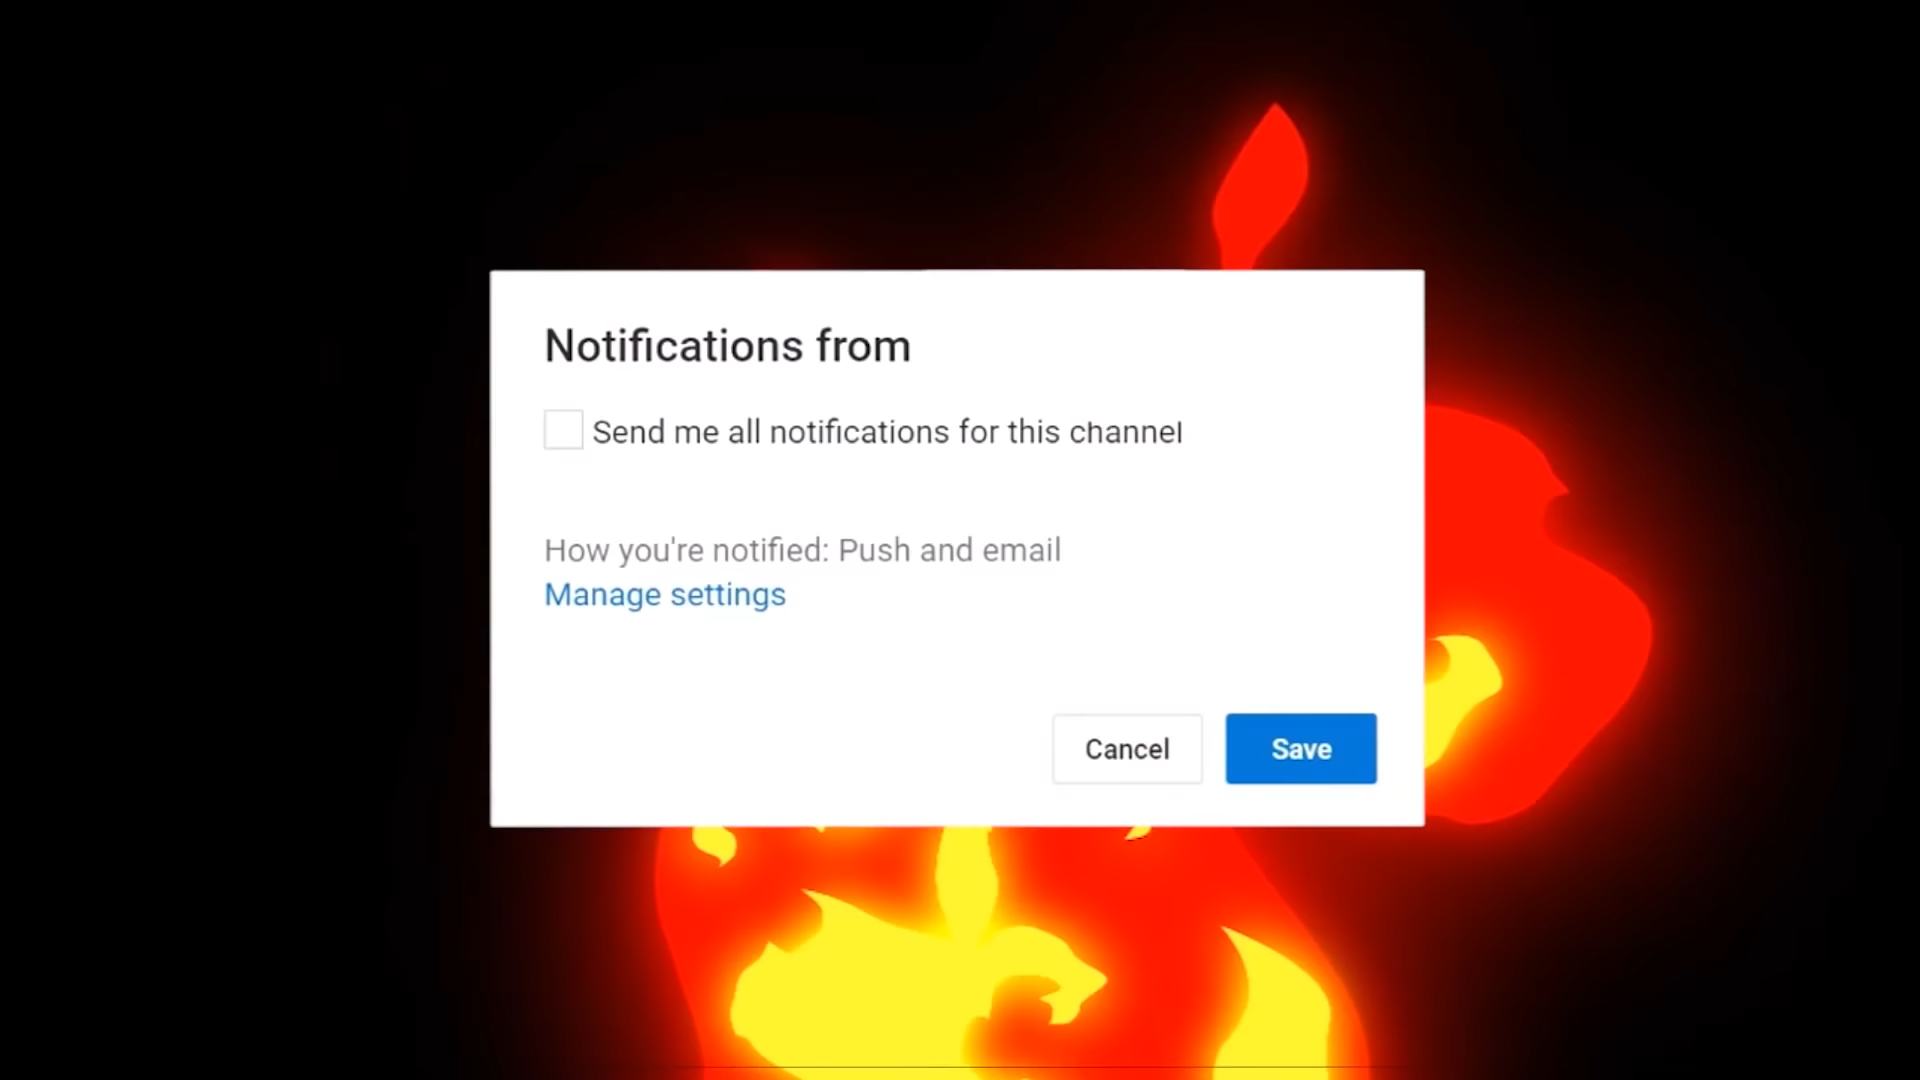 Notifications from
Send me all notifications for this channel
How you're notified: Push and email
Manage settings
Cancel Save